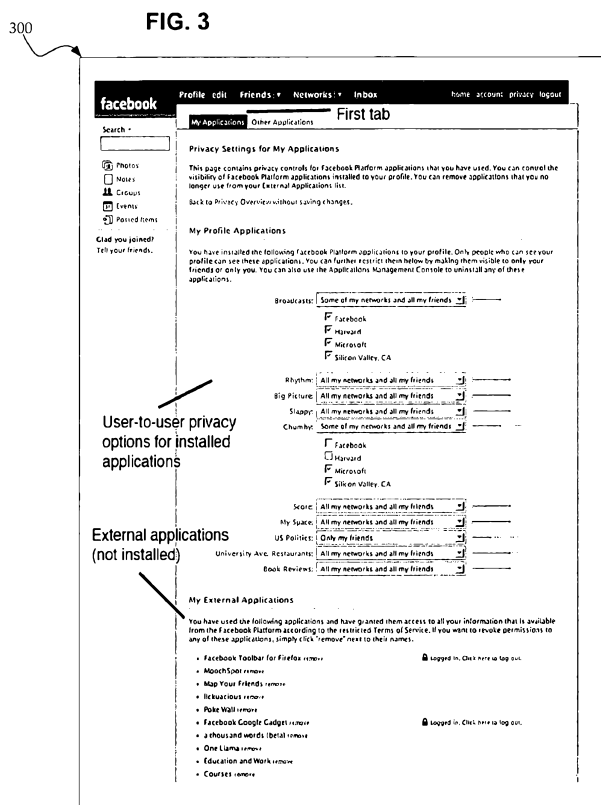 FIG. 3
300
facebook
Profile edit Friends ▾ Networks ▾ Inbox home account privacy logout
My Applications Other Applications
First tab
Search
Photos
Notes
Groups
Events
Posted Items
Glad you joined?
Tell your friends.
Privacy Settings for My Applications
This page contains privacy controls for Facebook Platform applications that you have used. You can control the
visibility of Facebook Platform applications installed to your profile. You can remove applications that you no
longer use from your External Applications list.
Back to Privacy Overview without saving changes.
My Profile Applications
You have installed the following Facebook Platform applications to your profile. Only people who can see your
profile can see these applications. You can further restrict them below by making them visible to only your
friends or only you. You can also use the Applications Management Console to uninstall any of these
applications.
Broadcasts: Some of my networks and all my friends
Facebook
Harvard
Microsoft
Silicon Valley, CA
User-to-user privacy
options for installed
applications
Rhythm: All my networks and all my friends
Big Picture: All my networks and all my friends
Slappy: All my networks and all my friends
Chumby: Some of my networks and all my friends
Facebook
Harvard
Microsoft
Silicon Valley, CA
External applications
(not installed)
Score: All my networks and all my friends
My Space: All my networks and all my friends
US Politics: Only my friends
University Ave. Restaurants: All my networks and all my friends
Book Reviews: All my networks and all my friends
My External Applications
You have used the following applications and have granted them access to all your information that is available
from the Facebook Platform according to the restricted Terms of Service. If you want to revoke permissions to
any of these applications, simply click "remove" next to their names.
• Facebook Toolbar for Firefox remove Logged in. Click here to log out.
• MoochSpot remove
• Map Your Friends remove
• lickuacious remove
• Poke Wall remove
• Facebook Google Gadget remove Logged in. Click here to log out.
• a thousand words (beta) remove
• One Llama remove
• Education and Work remove
• Courses remove